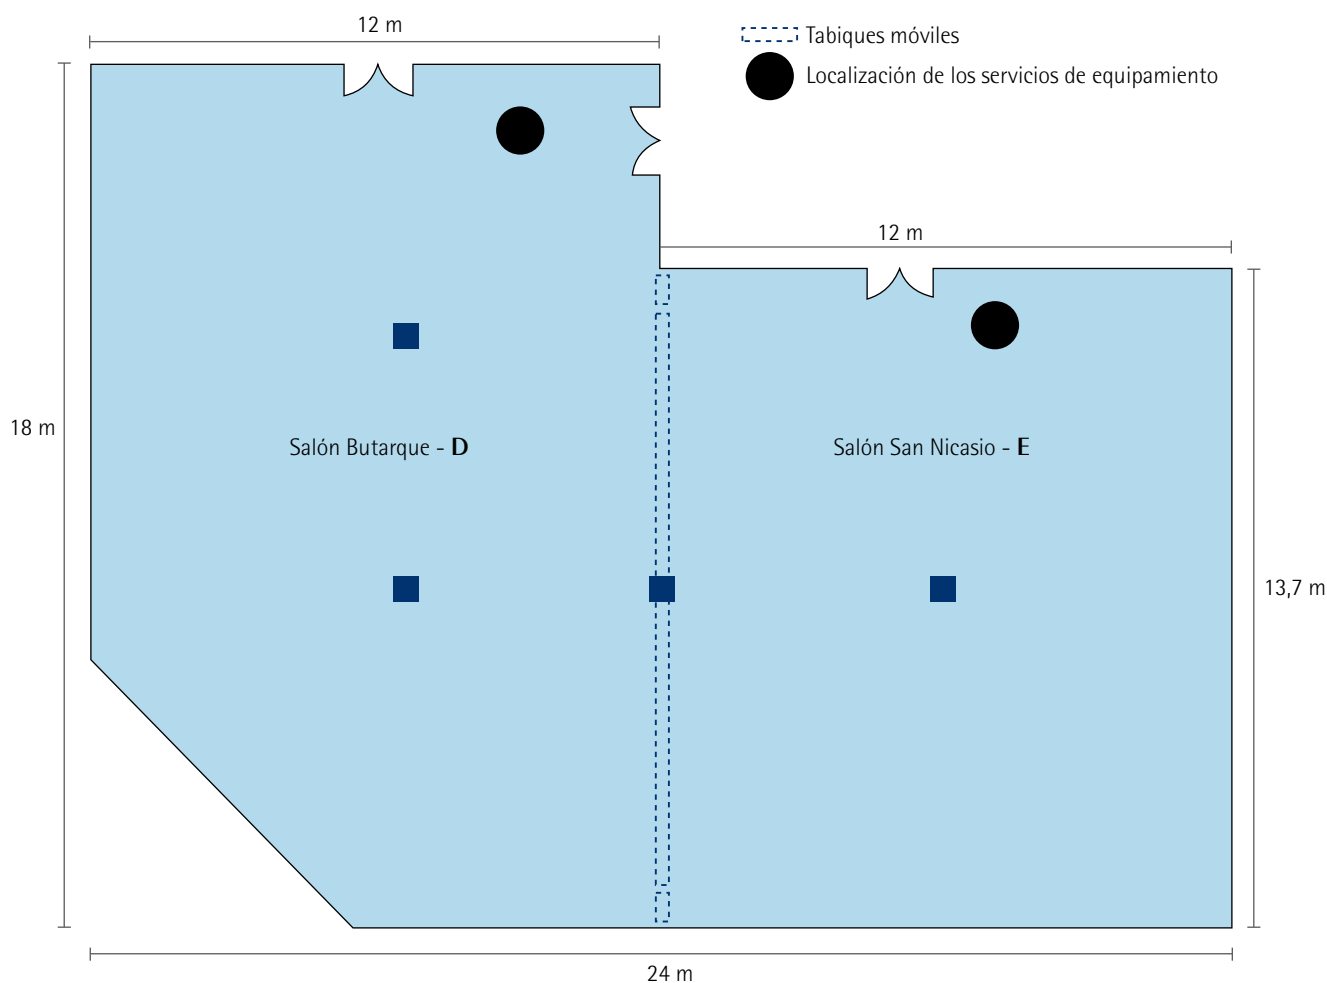 12 m
Tabiques móviles
Localización de los servicios de equipamiento
12 m
18 m
Salón Butarque - D
Salón San Nicasio - E
13,7 m
24 m